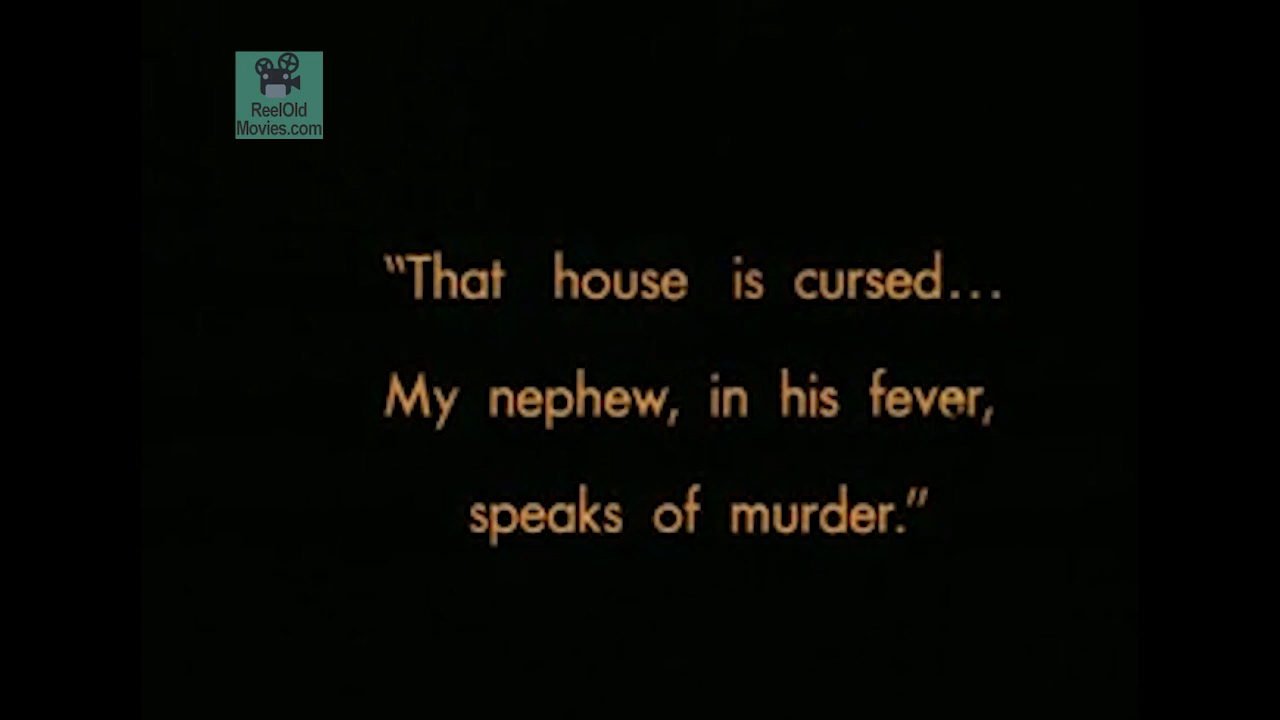 ReelOld
Movies.com
“That house is cursed...
My nephew, in his fever,
speaks of murder.”